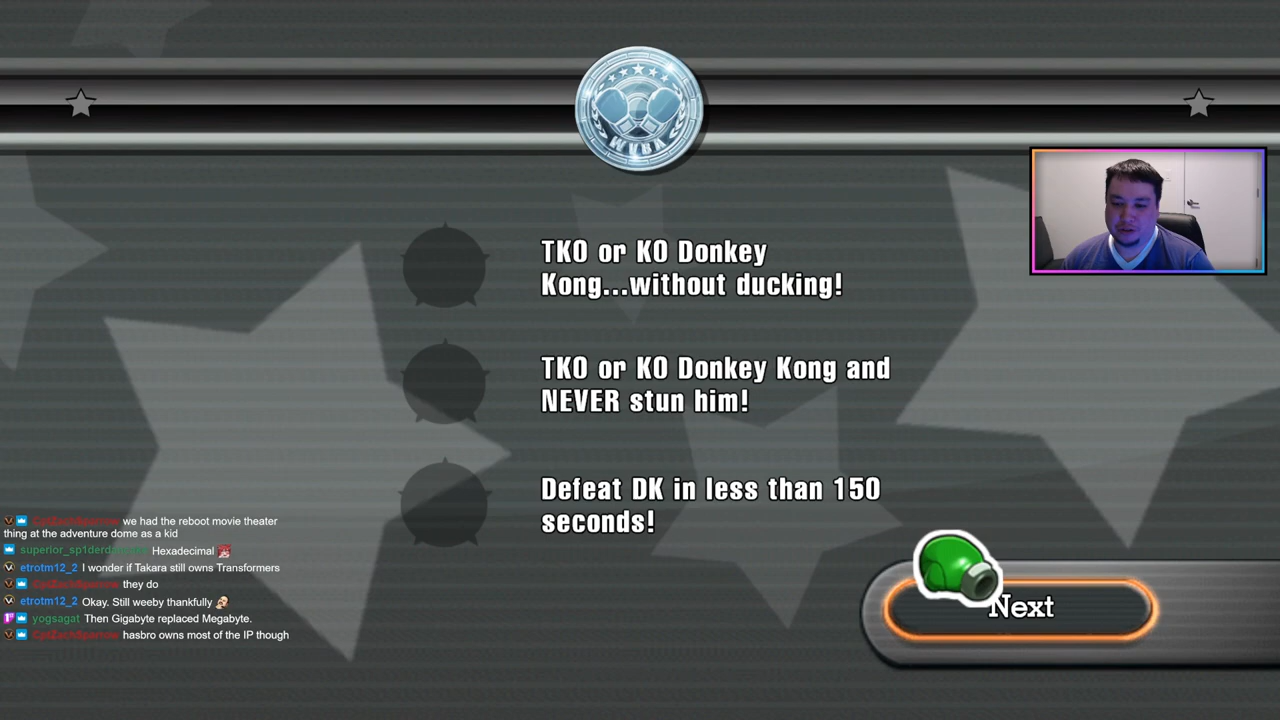 WVBA
TKO or KO Donkey
Kong...without ducking!
TKO or KO Donkey Kong and
NEVER stun him!
Defeat DK in less than 150
seconds!
Next
CptZachSparrow we had the reboot movie theater
thing at the adventure dome as a kid
Hexadecimal
etrotm12_2 I wonder if Takara still owns Transformers
CptZachSparrow they do
etrotm12_2 Okay. Still weeby thankfully
yogsagat Then Gigabyte replaced Megabyte.
CptZachSparrow hasbro owns most of the IP though